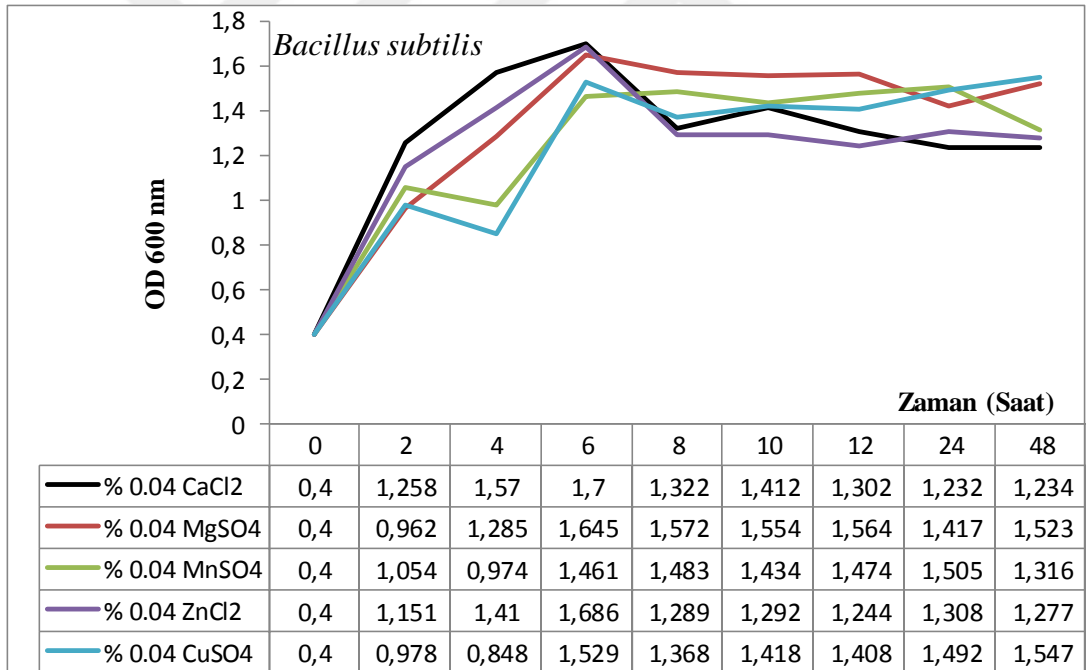 Bacillus subtilis
1,8
1,6
1,4
1,2
1
0,8
0,6
0,4
0,2
0
OD 600 nm
Zaman (Saat)
0 2 4 6 8 10 12 24 48
% 0.04 CaCl2 0,4 1,258 1,57 1,7 1,322 1,412 1,302 1,232 1,234
% 0.04 MgSO4 0,4 0,962 1,285 1,645 1,572 1,554 1,564 1,417 1,523
% 0.04 MnSO4 0,4 1,054 0,974 1,461 1,483 1,434 1,474 1,505 1,316
% 0.04 ZnCl2 0,4 1,151 1,41 1,686 1,289 1,292 1,244 1,308 1,277
% 0.04 CuSO4 0,4 0,978 0,848 1,529 1,368 1,418 1,408 1,492 1,547